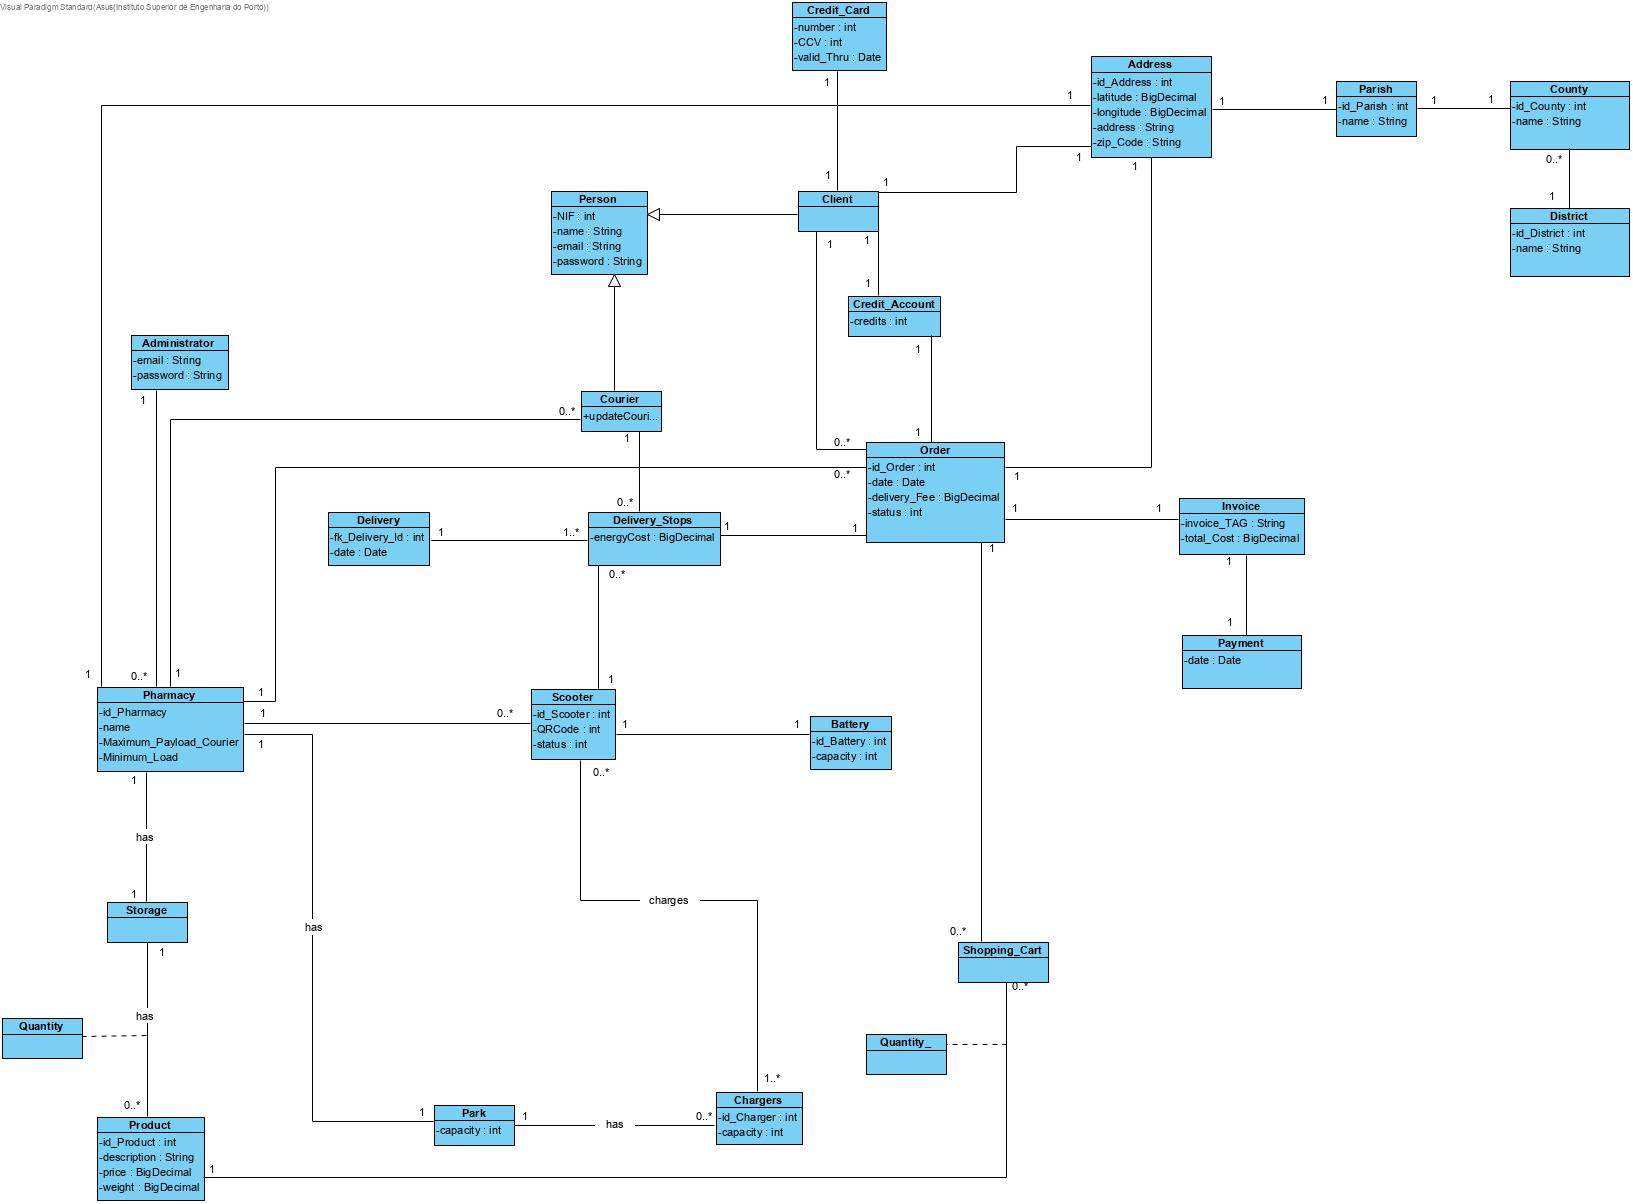 Visual Paradigm Standard(Asus(Instituto Superior de Engenharia do Porto))
Credit_Card
-number : int
-CCV : int
-valid_Thru : Date
1
1
Address
-id_Address : int
-latitude : BigDecimal
-longitude : BigDecimal
-address : String
-zip_Code : String
1
1
1
1
Parish
-id_Parish : int
-name : String
1
1
1
County
-id_County : int
-name : String
0..*
1
District
-id_District : int
-name : String
Person
-NIF : int
-name : String
-email : String
-password : String
Client
1
1
1
1
Credit_Account
-credits : int
1
1
Administrator
-email : String
-password : String
1
0..*
Courier
+updateCouri...
0..*
1
1
0..*
Order
-id_Order : int
-date : Date
-delivery_Fee : BigDecimal
-status : int
0..*
0..*
1
1
1
1
Invoice
-invoice_TAG : String
-total_Cost : BigDecimal
1
1
Payment
-date : Date
Delivery
-fk_Delivery_Id : int
-date : Date
1
1..*
Delivery_Stops
-energyCost : BigDecimal
1
1
0..*
1
Pharmacy
-id_Pharmacy
-name
-Maximum_Payload_Courier
-Minimum_Load
1
1
1
1
1
0..*
Scooter
-id_Scooter : int
-QRCode : int
-status : int
1
1
Battery
-id_Battery : int
-capacity : int
0..*
has
1
Storage
1
charges
has
0..*
Shopping_Cart
0..*
has
Quantity
Quantity_
0..*
Product
-id_Product : int
-description : String
-price : BigDecimal
-weight : BigDecimal
1
1
Park
-capacity : int
1
has
0..*
1..*
Chargers
-id_Charger : int
-capacity : int